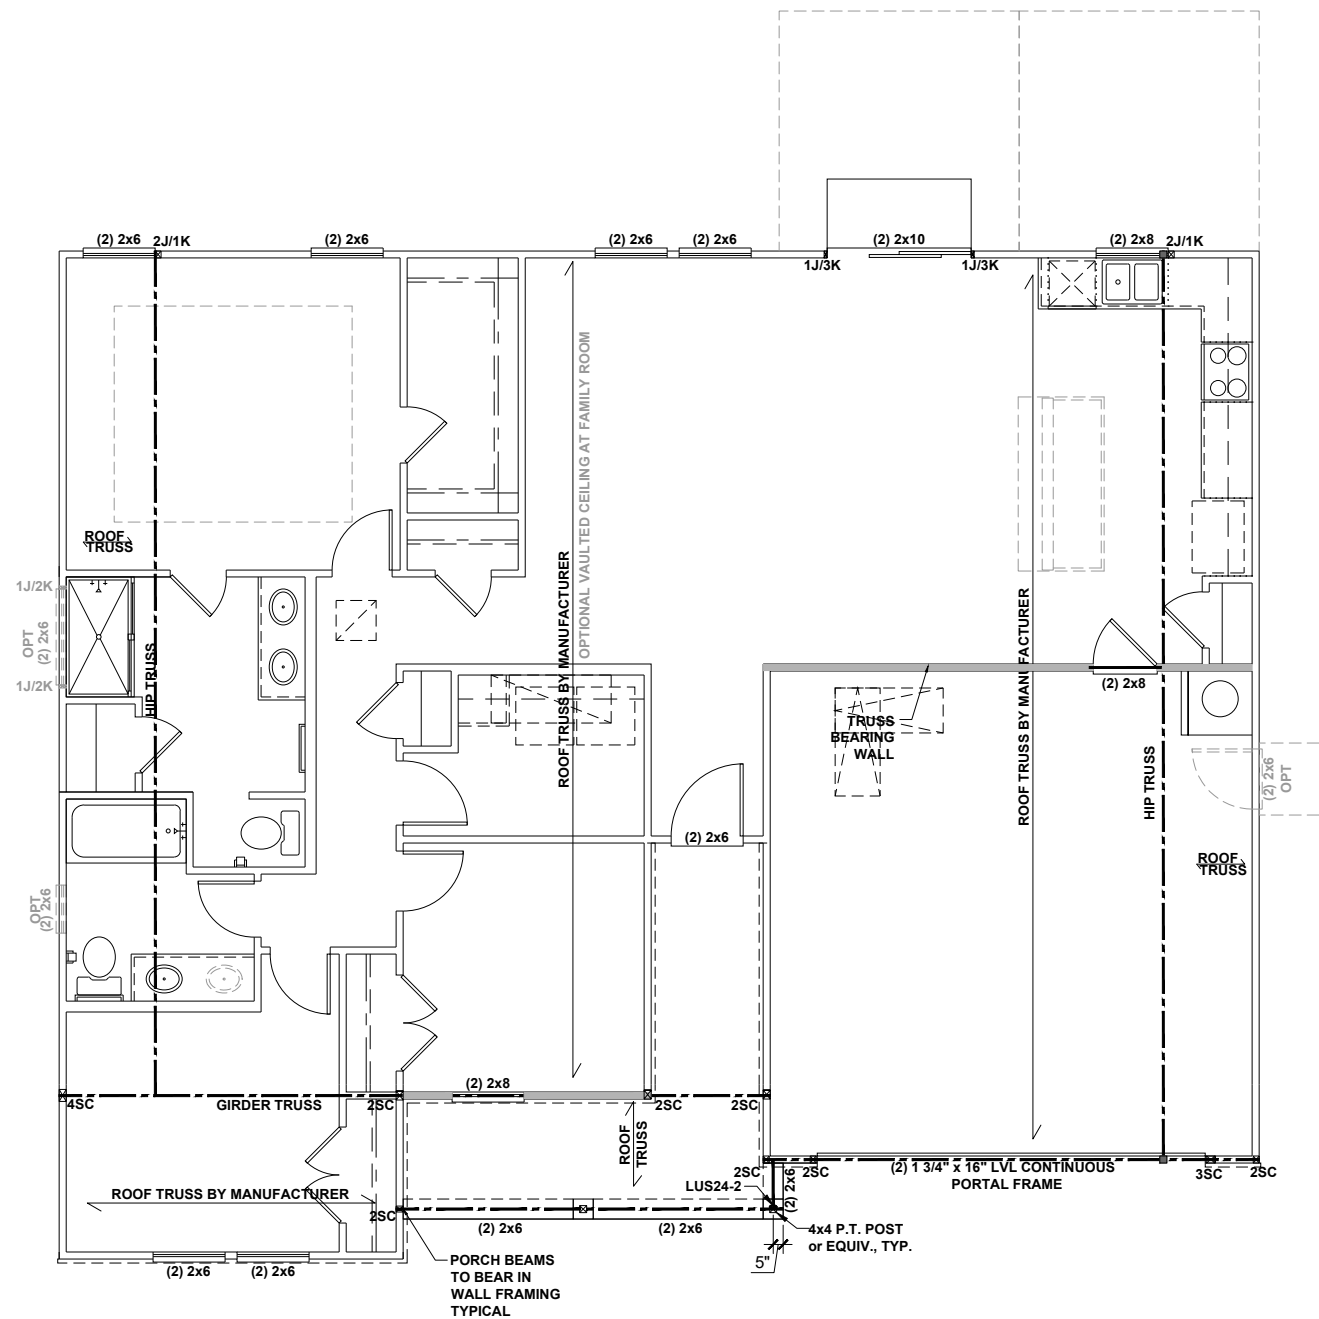 (2) 2x6
2J/1K
(2) 2x6
(2) 2x6
(2) 2x6
(2) 2x10
(2) 2x8
2J/1K
1J/3K
1J/3K
OPTIONAL VAULTED CEILING AT FAMILY ROOM
ROOF
TRUSS
ROOF TRUSS BY MANUFACTURER
ROOF TRUSS BY MANUFACTURER
1J/2K
OPT
(2) 2x6
1J/2K
HIP TRUSS
(2) 2x8
TRUSS
BEARING
WALL
HIP TRUSS
(2) 2x6
OPT
(2) 2x6
ROOF
TRUSS
OPT
(2) 2x6
(2) 2x8
4SC
GIRDER TRUSS
2SC
2SC
2SC
ROOF
TRUSS
2SC
2SC
(2) 1 3/4" x 16" LVL CONTINUOUS
PORTAL FRAME
3SC
2SC
LUS24-2
(2) 2x6
ROOF TRUSS BY MANUFACTURER
2SC
(2) 2x6
(2) 2x6
4x4 P.T. POST
or EQUIV., TYP.
5"
PORCH BEAMS
TO BEAR IN
WALL FRAMING
TYPICAL
(2) 2x6
(2) 2x6